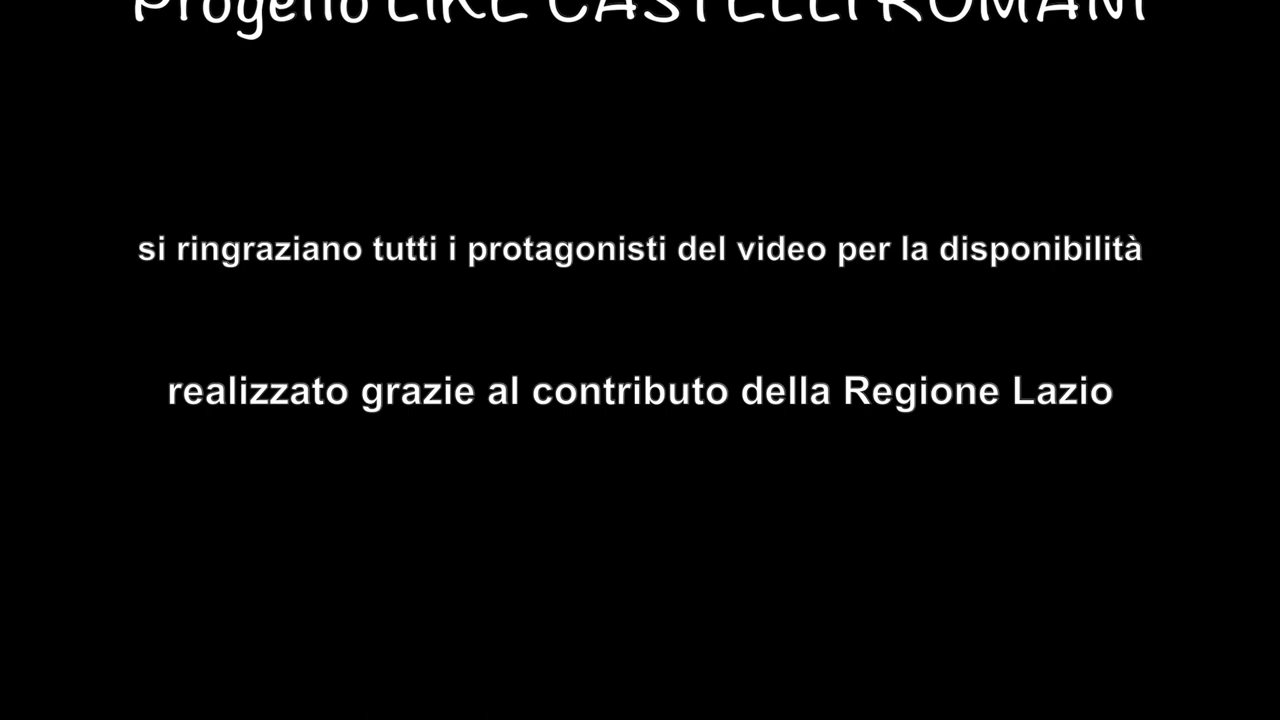 Progetto LIKE CASTELLI ROMANI
si ringraziano tutti i protagonisti del video per la disponibilità
realizzato grazie al contributo della Regione Lazio